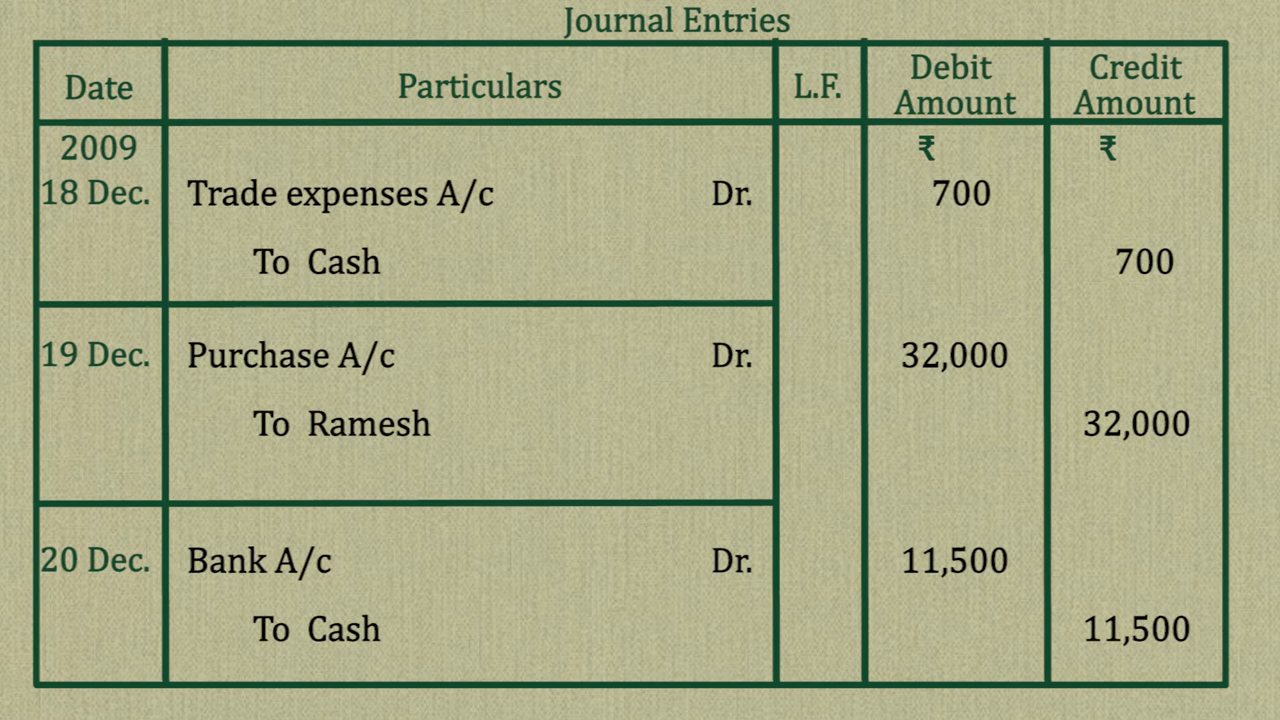 Journal Entries
Date Particulars L.F. Debit Amount Credit Amount
2009 ₹ ₹
18 Dec. Trade expenses A/c Dr. 700
To Cash 700
19 Dec. Purchase A/c Dr. 32,000
To Ramesh 32,000
20 Dec. Bank A/c Dr. 11,500
To Cash 11,500